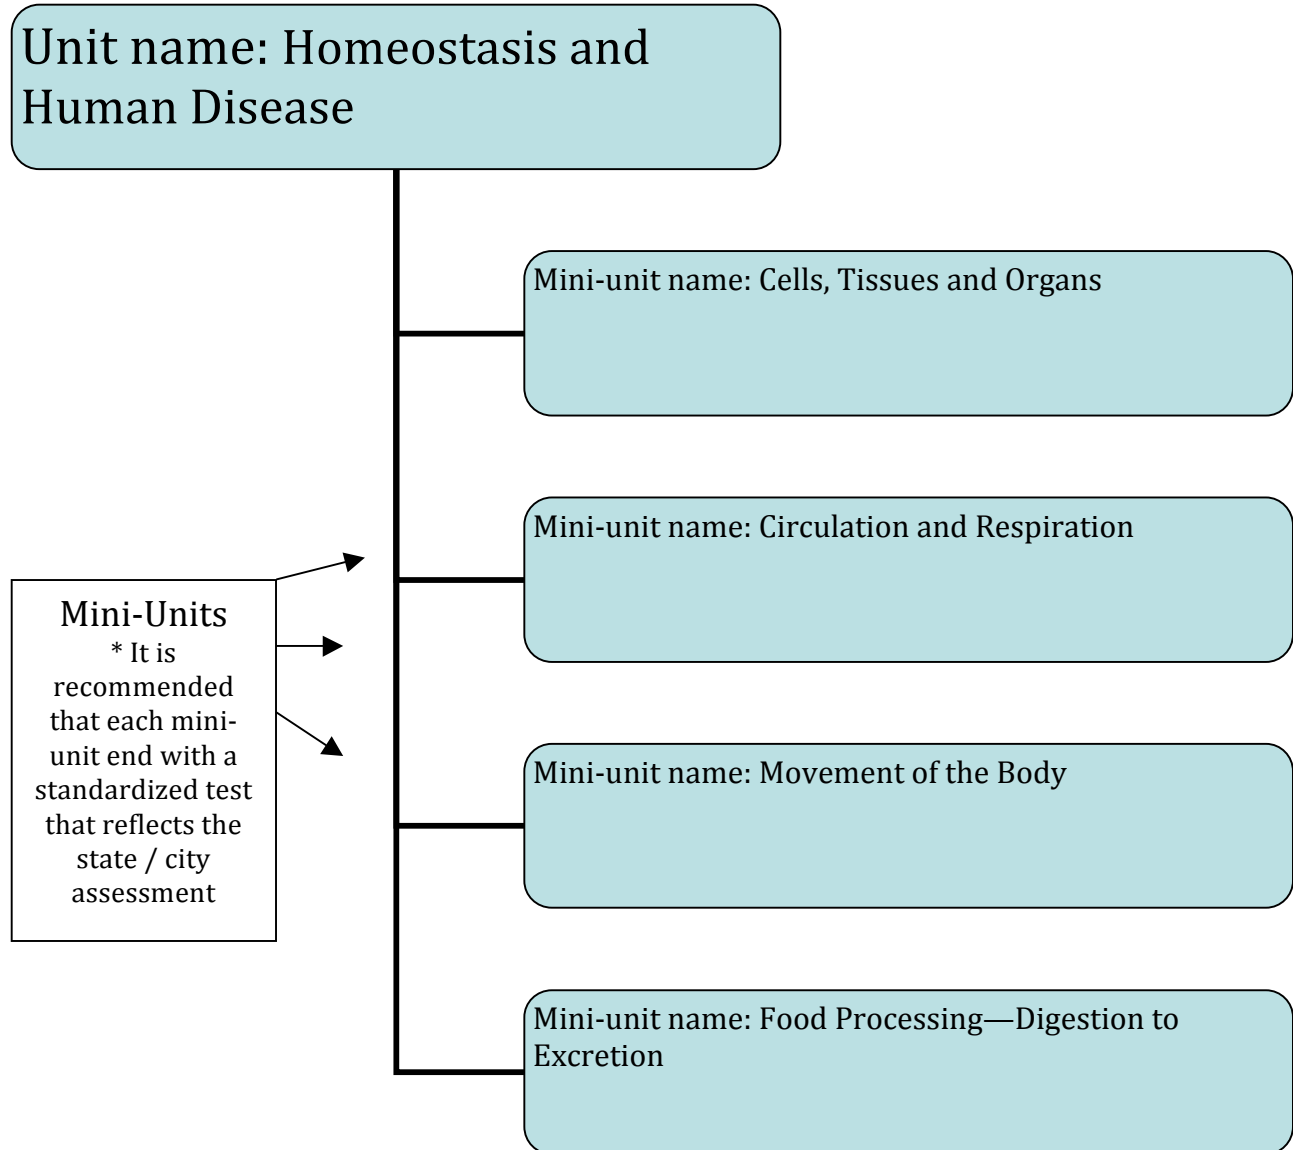 Unit name: Homeostasis and
Human Disease
Mini-unit name: Cells, Tissues and Organs
Mini-unit name: Circulation and Respiration
Mini-Units
* It is
recommended
that each mini-
unit end with a
standardized test
that reflects the
state / city
assessment
Mini-unit name: Movement of the Body
Mini-unit name: Food Processing—Digestion to
Excretion